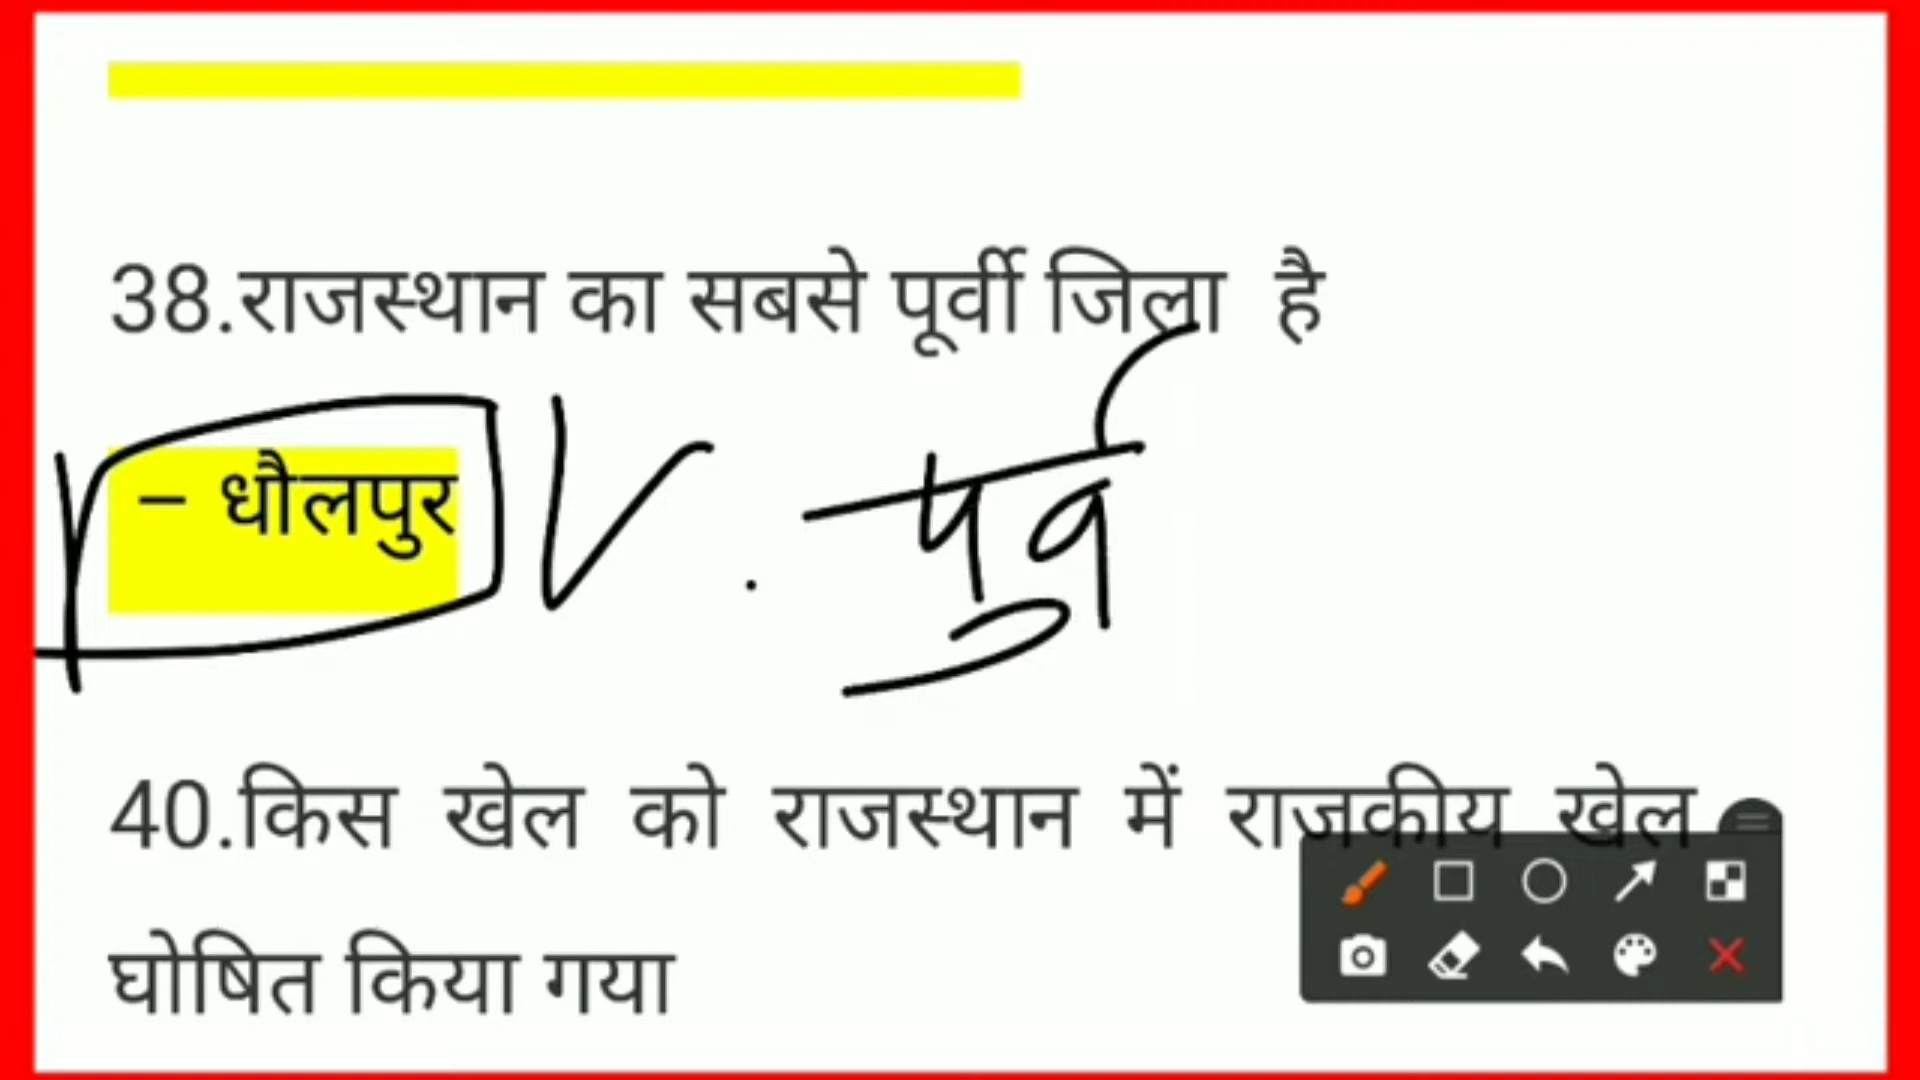 38.राजस्थान का सबसे पूर्वी जिला है
– धौलपुर
पुर्व
40.किस खेल को राजस्थान में राजकीय खेल
घोषित किया गया